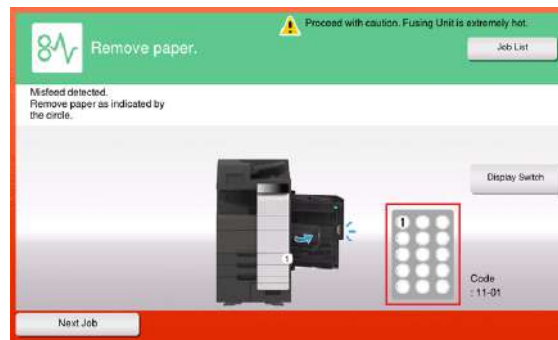 Proceed with caution. Fusing Unit is extremely hot.
Remove paper.
Job List
Misfeed detected.
Remove paper as indicated by
the circle.
Display Switch
1
1
Code
: 11-01
Next Job